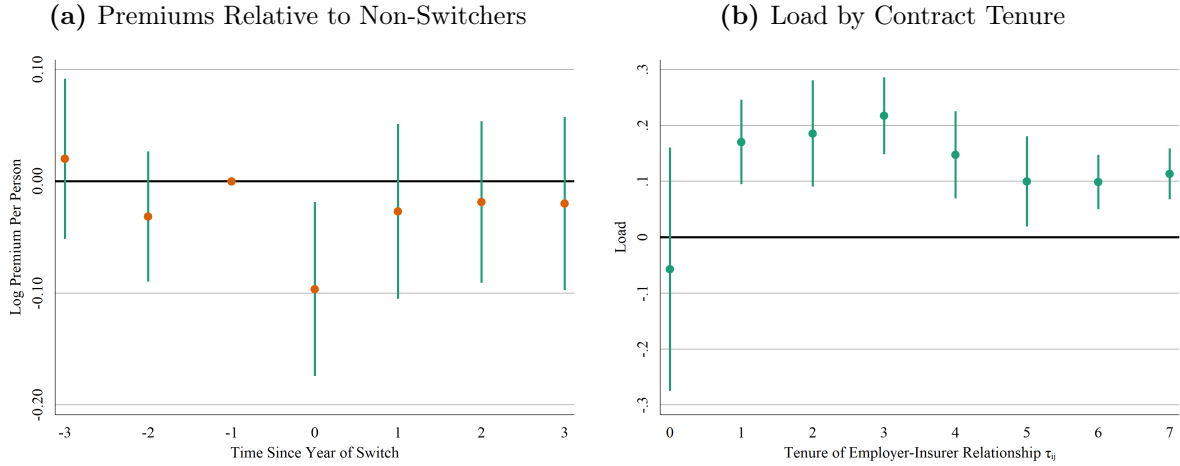 (a) Premiums Relative to Non-Switchers
Log Premium Per Person
0.10
0.00
-0.10
-0.20
-3 -2 -1 0 1 2 3
Time Since Year of Switch
(b) Load by Contract Tenure
Load
.3
.2
.1
0
-.1
-.2
-.3
0 1 2 3 4 5 6 7
Tenure of Employer-Insurer Relationship τij